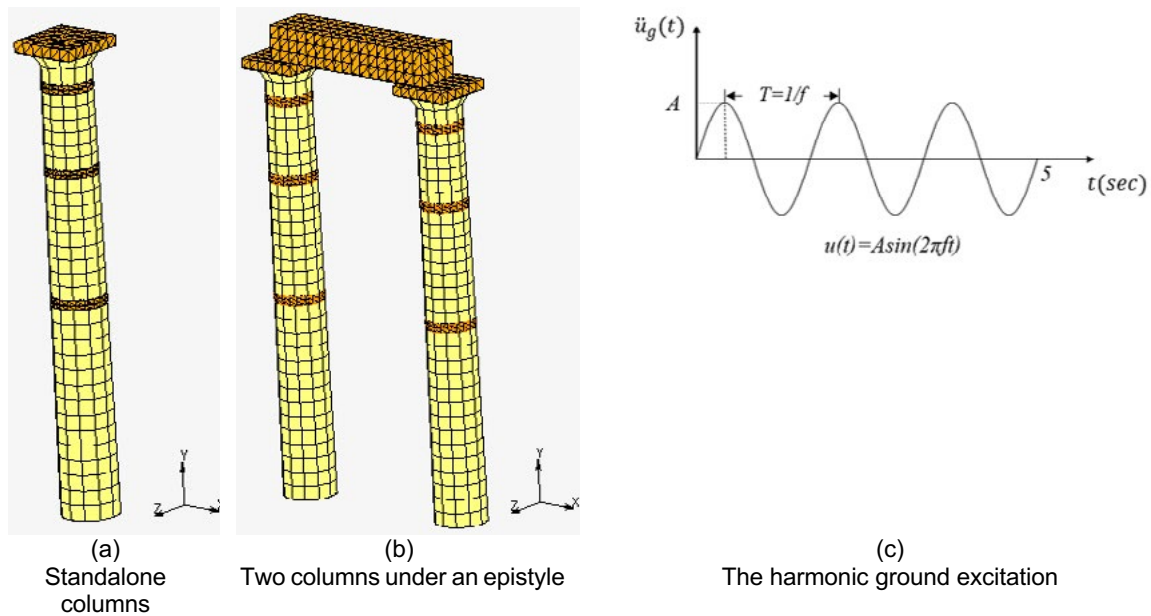 ü_g(t)
A
T=1/f
5
t(sec)
u(t)=Asin(2πft)
Y
Z
Y
Z
X
(a)
Standalone
columns
(b)
Two columns under an epistyle
(c)
The harmonic ground excitation